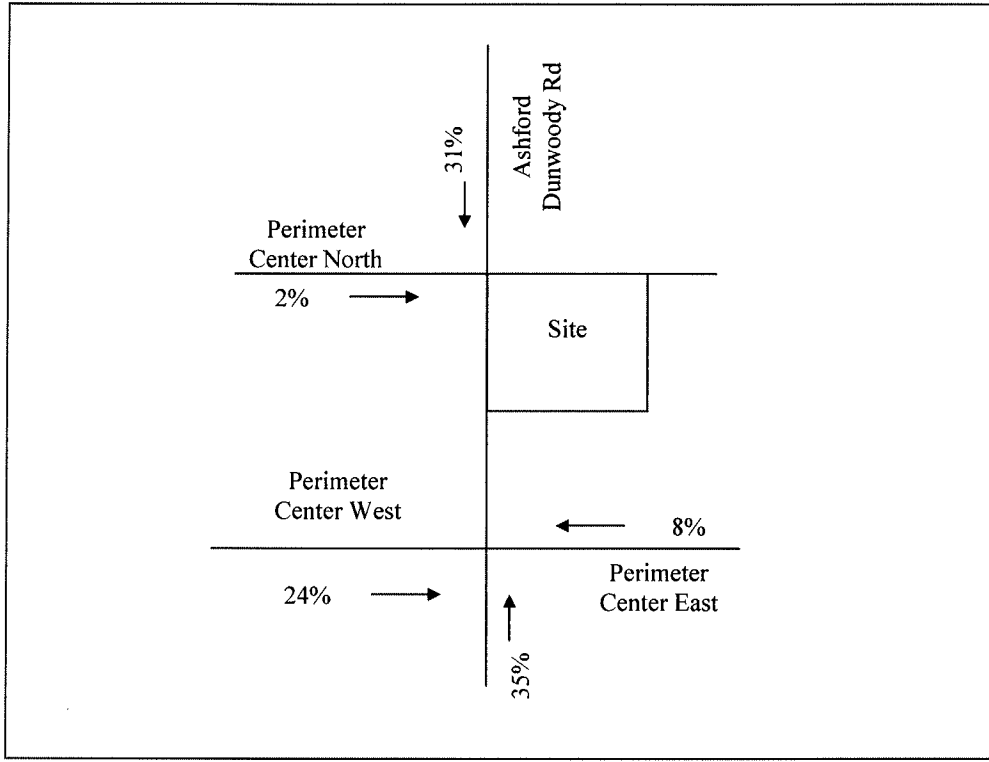 Ashford
Dunwoody Rd
31%
Perimeter
Center North
2%
Site
Perimeter
Center West
8%
24%
Perimeter
Center East
35%